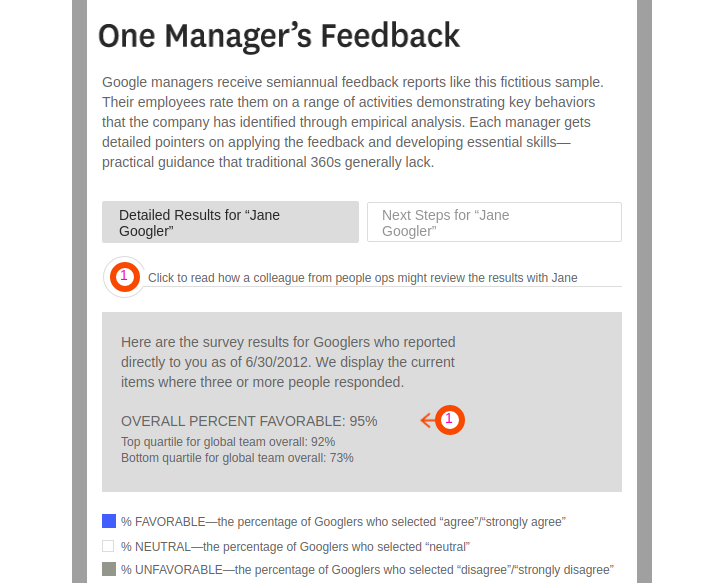 One Manager’s Feedback
Google managers receive semiannual feedback reports like this fictitious sample.
Their employees rate them on a range of activities demonstrating key behaviors
that the company has identified through empirical analysis. Each manager gets
detailed pointers on applying the feedback and developing essential skills—
practical guidance that traditional 360s generally lack.
Detailed Results for “Jane
Googler”
Next Steps for “Jane
Googler”
1 Click to read how a colleague from people ops might review the results with Jane
Here are the survey results for Googlers who reported
directly to you as of 6/30/2012. We display the current
items where three or more people responded.
OVERALL PERCENT FAVORABLE: 95% 1
Top quartile for global team overall: 92%
Bottom quartile for global team overall: 73%
% FAVORABLE—the percentage of Googlers who selected “agree”/“strongly agree”
% NEUTRAL—the percentage of Googlers who selected “neutral”
% UNFAVORABLE—the percentage of Googlers who selected “disagree”/“strongly disagree”